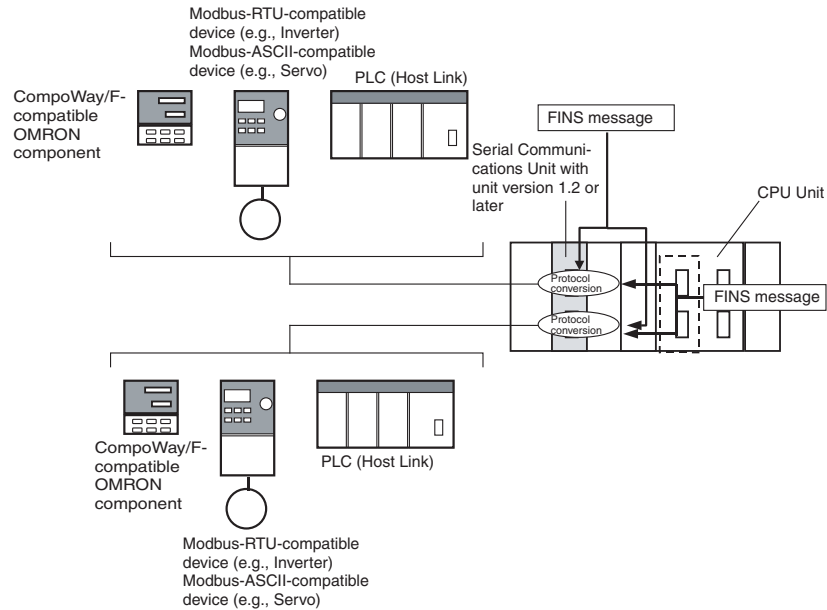 Modbus-RTU-compatible
device (e.g., Inverter)
Modbus-ASCII-compatible
device (e.g., Servo)
PLC (Host Link)
CompoWay/F-
compatible
OMRON
component
FINS message
Serial Communi-
cations Unit with
unit version 1.2 or
later
CPU Unit
Protocol
conversion
FINS message
Protocol
conversion
CompoWay/F-
compatible
OMRON
component
PLC (Host Link)
Modbus-RTU-compatible
device (e.g., Inverter)
Modbus-ASCII-compatible
device (e.g., Servo)